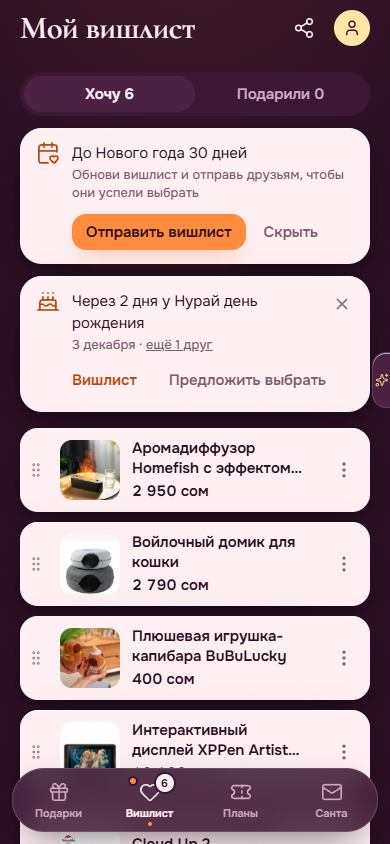 Мой вишлист
Хочу 6
Подарили 0
До Нового года 30 дней
Обнови вишлист и отправь друзьям, чтобы
они успели выбрать
Отправить вишлист
Скрыть
Через 2 дня у Нурай день
рождения
3 декабря · ещё 1 друг
Вишлист
Предложить выбрать
Аромадиффузор
Homefish с эффектом...
2 950 сом
Войлочный домик для
кошки
2 790 сом
Плюшевая игрушка-
капибара BuBuLucky
400 сом
Интерактивный
дисплей XPPen Artist...
6
Подарки
Вишлист
Планы
Санта
Cloud Up 2